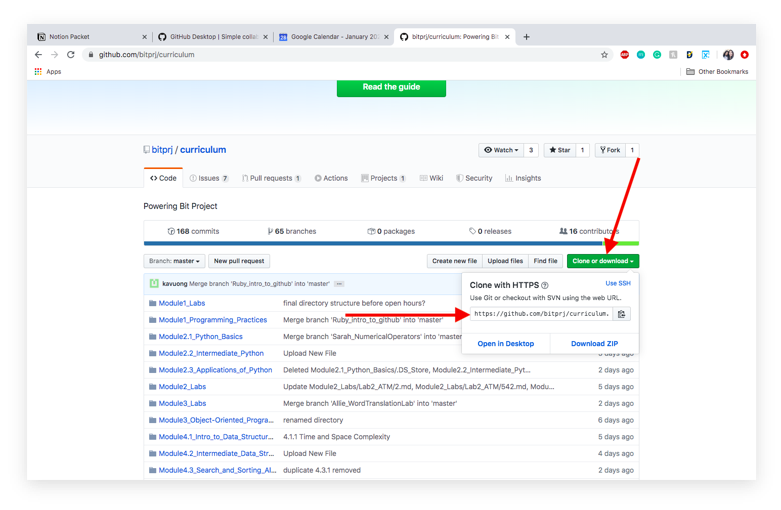 Notion Packet
GitHub Desktop | Simple collab
Google Calendar - January 202
bitprj/curriculum: Powering Bit
github.com/bitprj/curriculum
Apps
Other Bookmarks
Read the guide
bitprj / curriculum
Watch 3
Star 1
Fork 1
Code
Issues 7
Pull requests 1
Actions
Projects 1
Wiki
Security
Insights
Powering Bit Project
168 commits
65 branches
0 packages
0 releases
16 contributors
Branch: master
New pull request
Create new file
Upload files
Find file
Clone or download
kavuong Merge branch 'Ruby_intro_to_github' into 'master'
Clone with HTTPS
Use SSH
Use Git or checkout with SVN using the web URL.
https://github.com/bitprj/curriculum.
Open in Desktop
Download ZIP
Module1_Labs final directory structure before open hours?
Module1_Programming_Practices Merge branch 'Ruby_intro_to_github' into 'master'
Module2.1_Python_Basics Merge branch 'Sarah_NumericalOperators' into 'master'
Module2.2_Intermediate_Python Upload New File 5 days ago
Module2.3_Applications_of_Python Deleted Module2.1_Python_Basics/.DS_Store, Module2.2_Intermediate_Pyt... 2 days ago
Module2_Labs Update Module2_Labs/Lab2_ATM/2.md, Module2_Labs/Lab2_ATM/542.md, Modu... 5 days ago
Module3_Labs Merge branch 'Allie_WordTranslationLab' into 'master' 2 days ago
Module3_Object-Oriented_Progra... renamed directory 6 days ago
Module4.1_Intro_to_Data_Structur... 4.1.1 Time and Space Complexity 5 days ago
Module4.2_Intermediate_Data_Str... Upload New File 4 days ago
Module4.3_Search_and_Sorting_Al... duplicate 4.3.1 removed 2 days ago